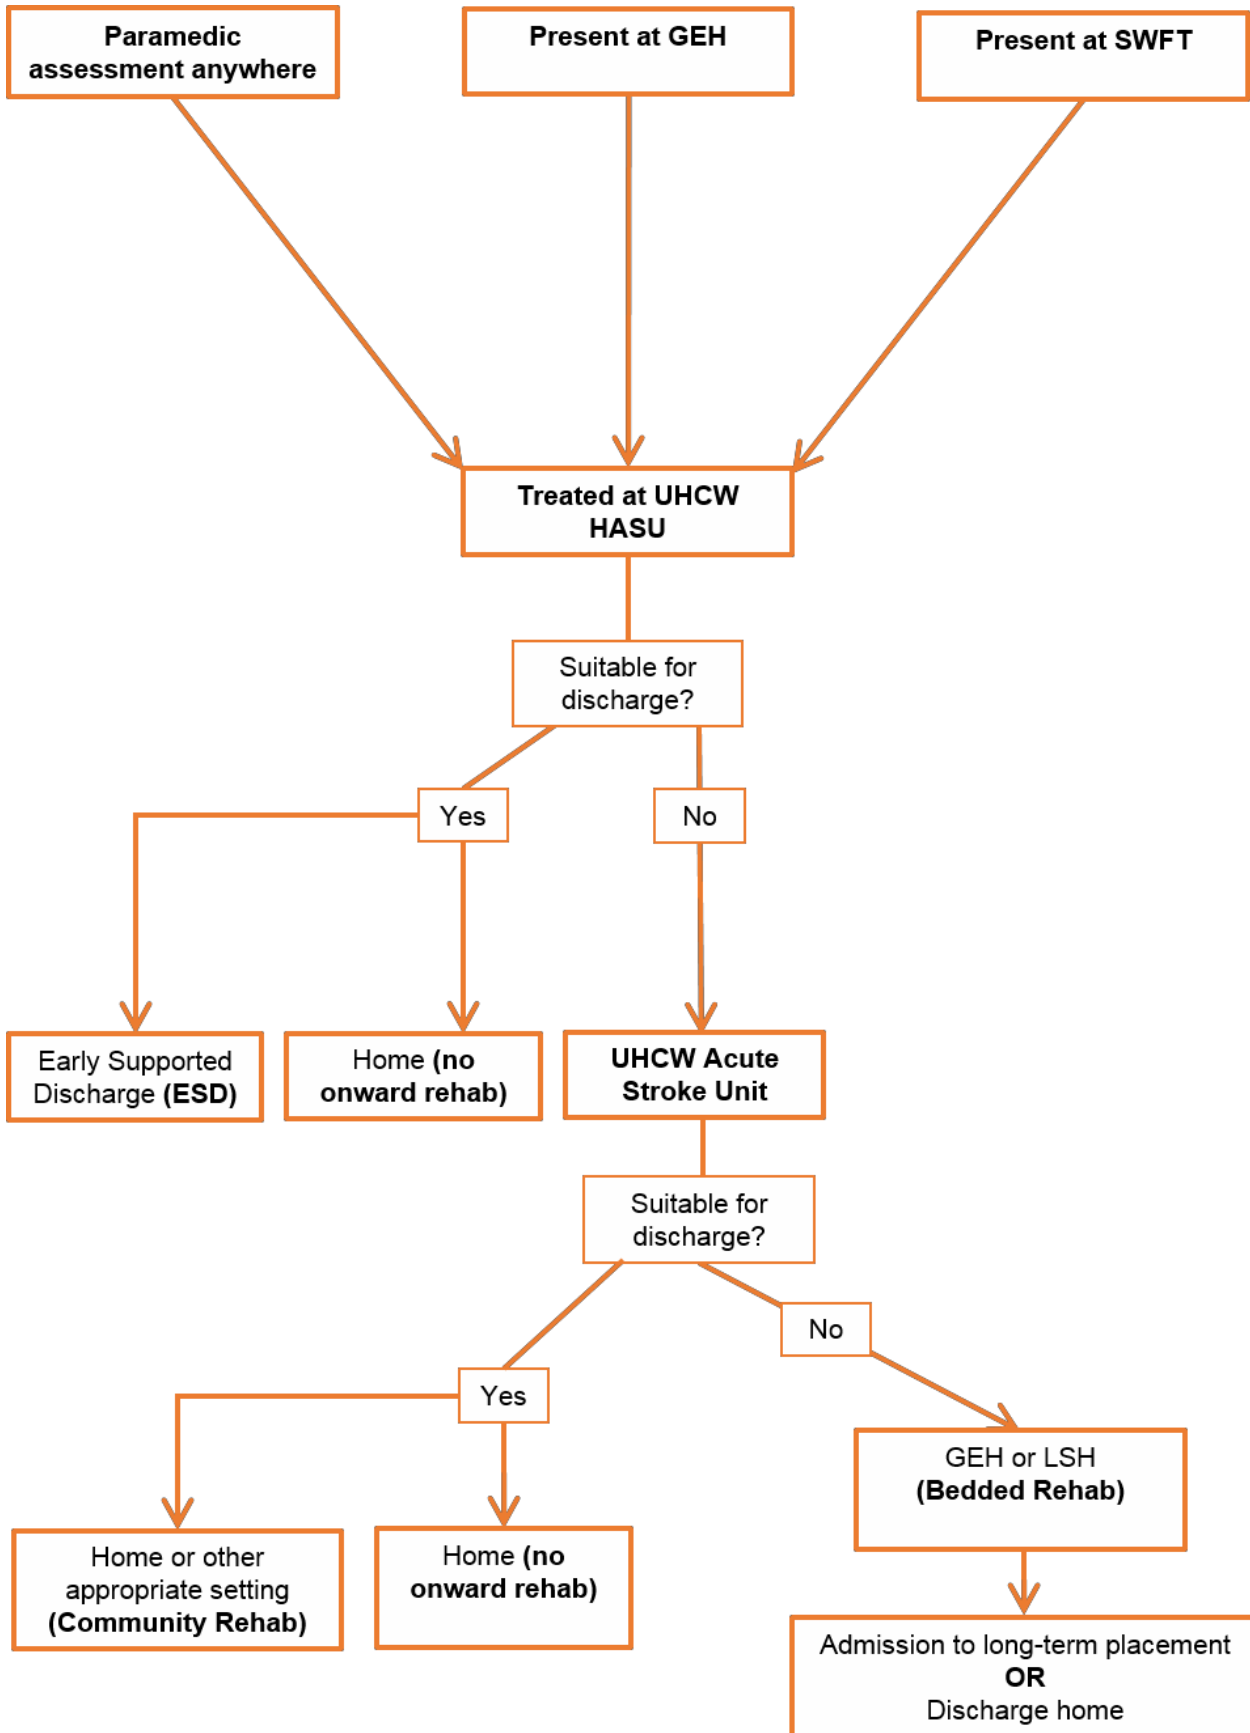 Paramedic
assessment anywhere
Present at GEH
Present at SWFT
Treated at UHCW
HASU
Suitable for
discharge?
Yes
No
Early Supported
Discharge (ESD)
Home (no
onward rehab)
UHCW Acute
Stroke Unit
Suitable for
discharge?
No
Yes
GEH or LSH
(Bedded Rehab)
Home or other
appropriate setting
(Community Rehab)
Home (no
onward rehab)
Admission to long-term placement
OR
Discharge home